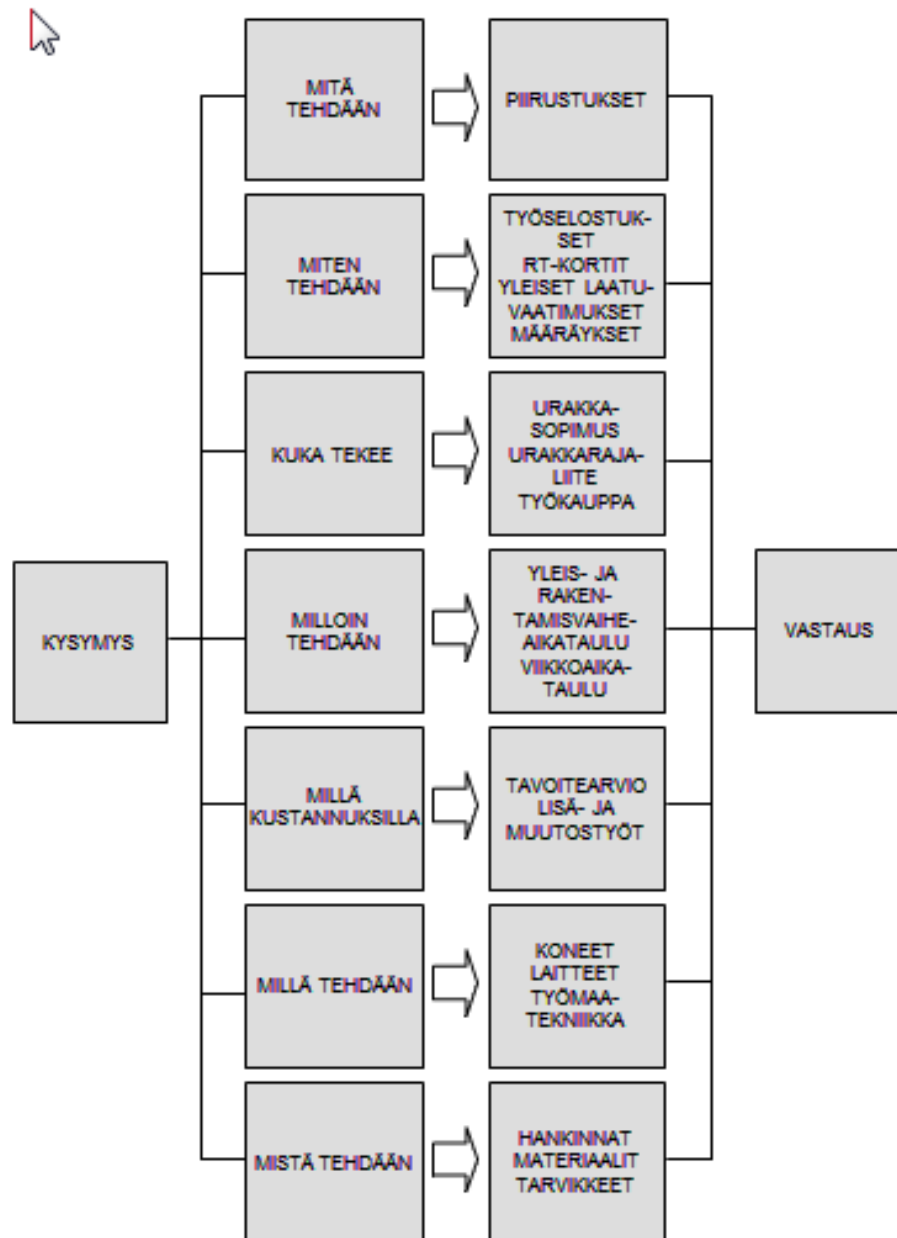 KYSYMYS
MITÄ
TEHDÄÄN
PIIRUSTUKSET
MITEN
TEHDÄÄN
TYÖSELOSTUK-
SET
RT-KORTIT
YLEISET LAATU-
VAATIMUKSET
MÄÄRÄYKSET
KUKA TEKEE
URAKKA-
SOPIMUS
URAKKARAJA-
LIITE
TYÖKAUPPA
MILLOIN
TEHDÄÄN
YLEIS- JA
RAKEN-
TAMISVAIHE-
AIKATAULU
VIIKKOAIKA-
TAULU
MILLÄ
KUSTANNUKSILLA
TAVOITEARVIO
LISÄ- JA
MUUTOSTYÖT
MILLÄ TEHDÄÄN
KONEET
LAITTEET
TYÖMAA-
TEKNIIKKA
MISTÄ TEHDÄÄN
HANKINNAT
MATERIAALIT
TARVIKKEET
VASTAUS